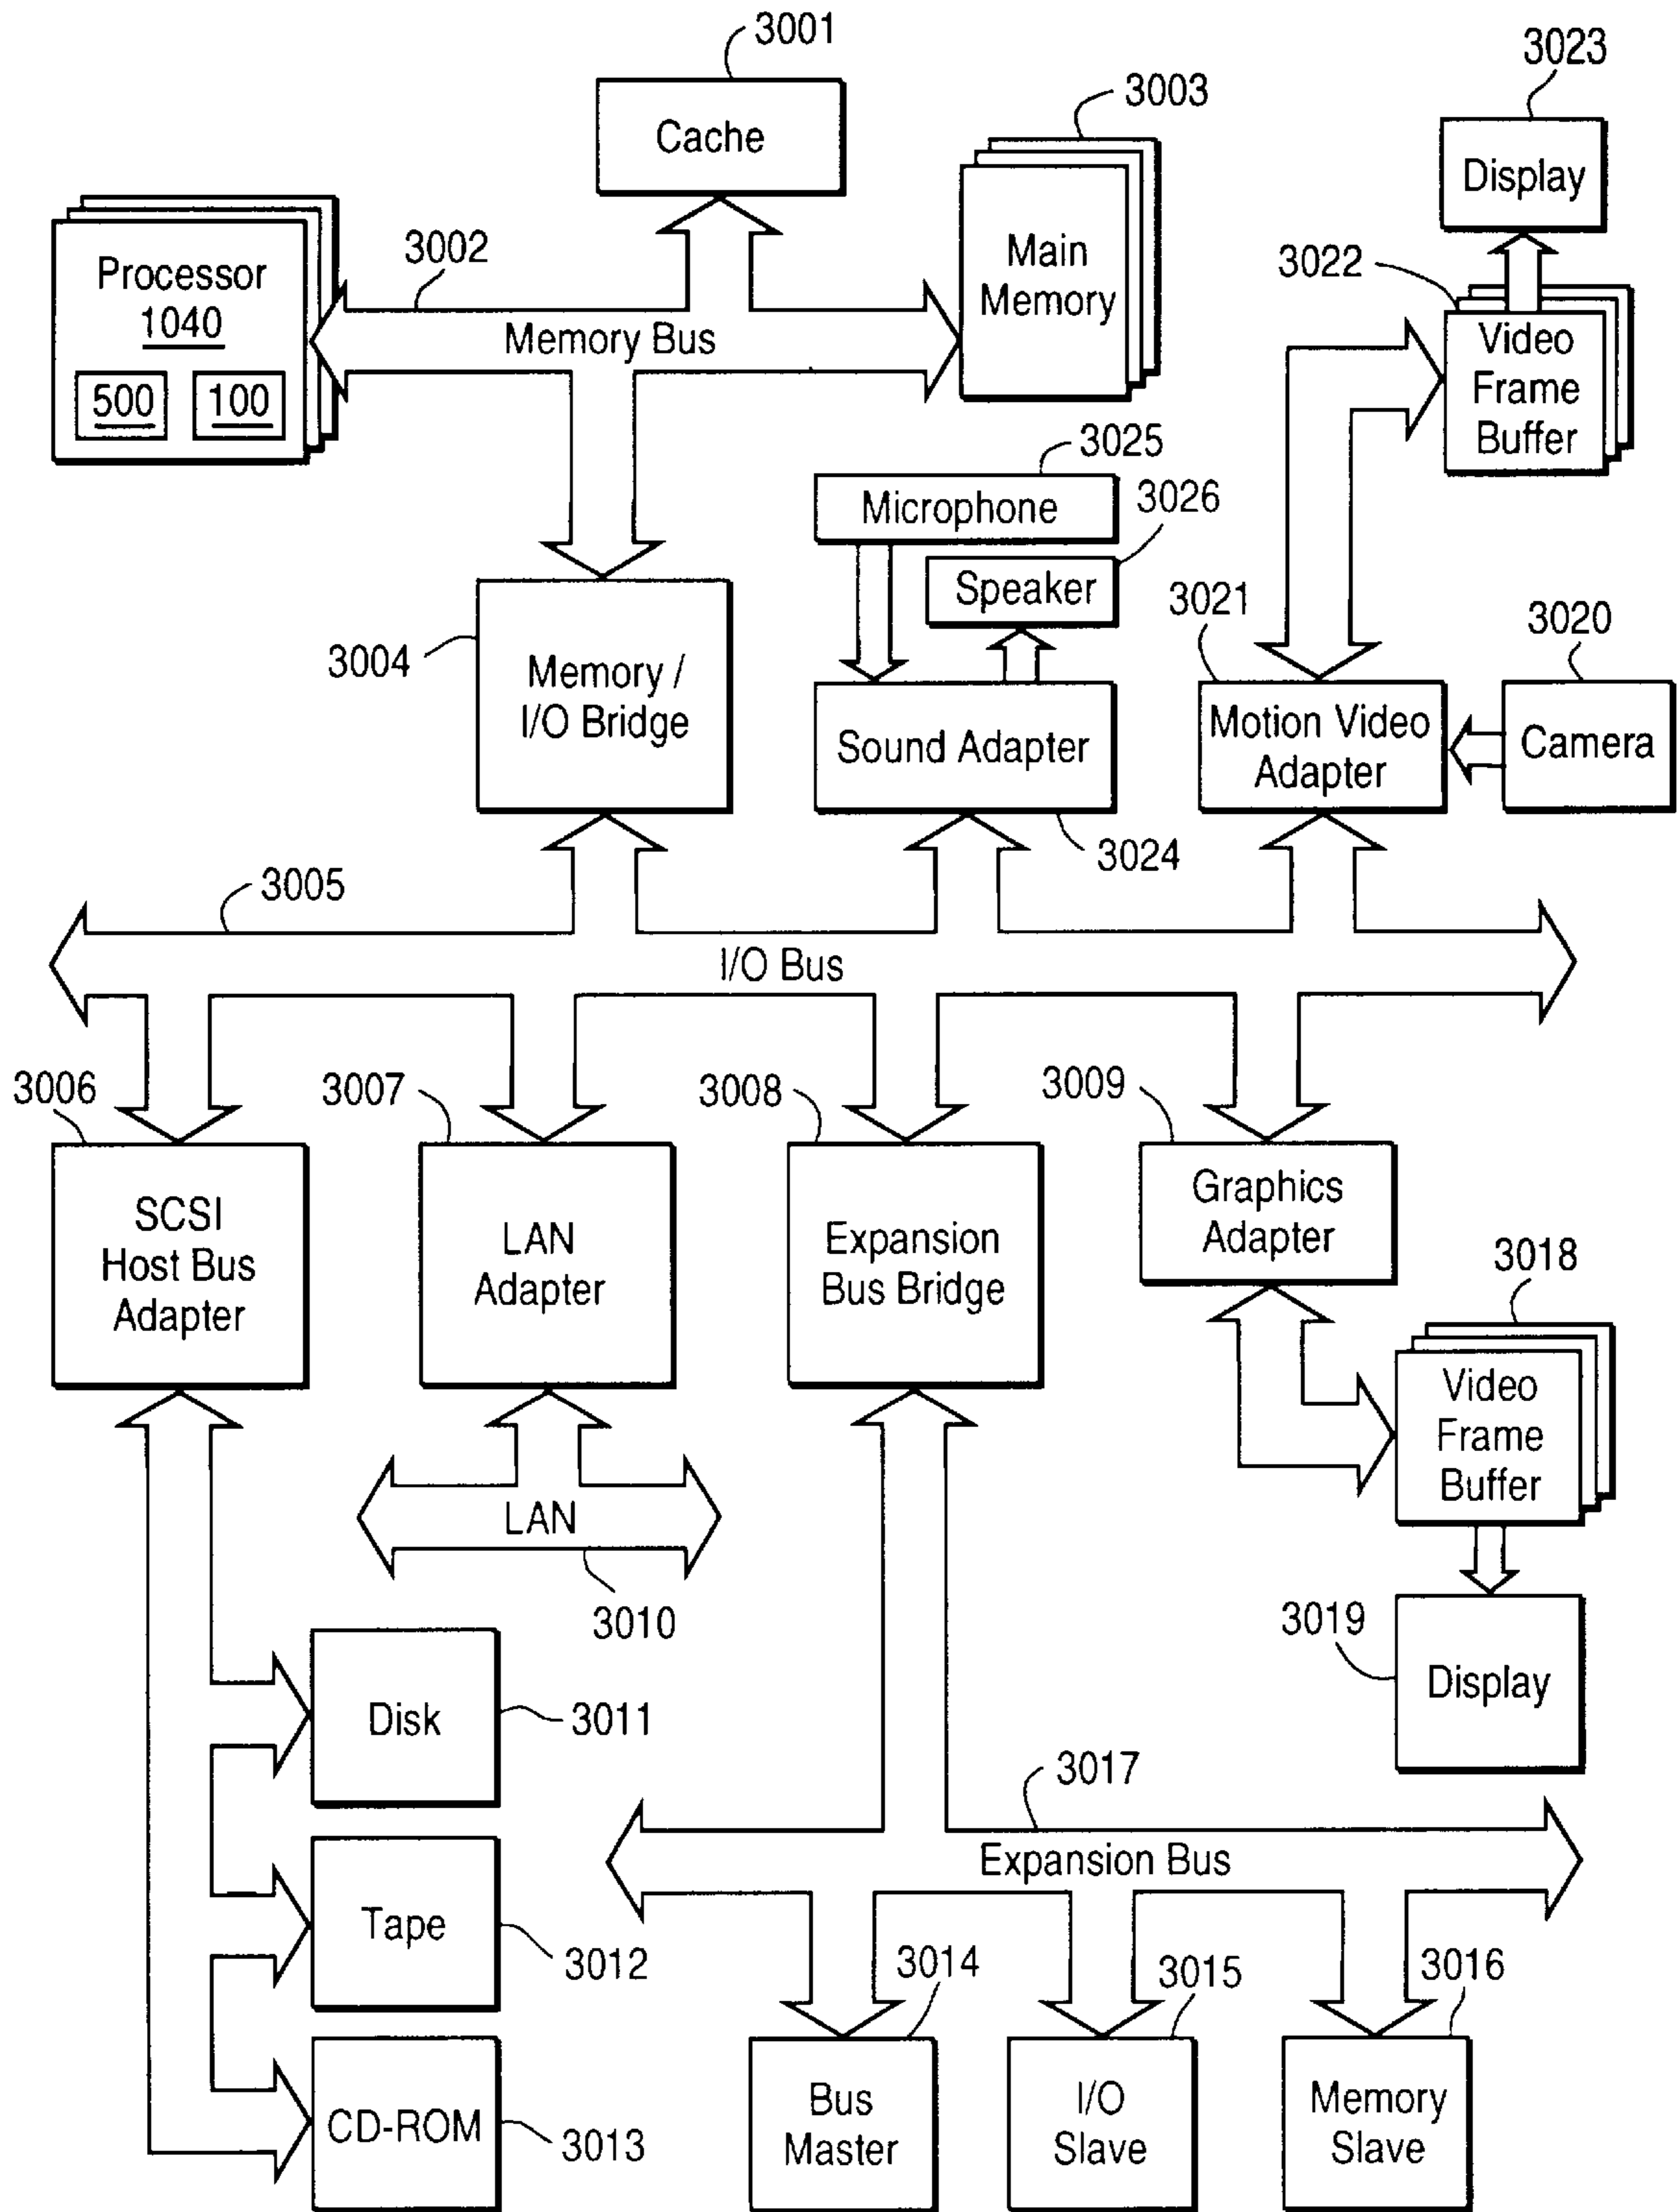 3001
Cache
3003
3023
Display
Processor
1040
500 100
3002
Memory Bus
Main
Memory
3022
Video
Frame
Buffer
3025
Microphone
3026
Speaker
3004
Memory /
I/O Bridge
Sound Adapter
3024
3021
Motion Video
Adapter
3020
Camera
3005
I/O Bus
3006
SCSI
Host Bus
Adapter
3007
LAN
Adapter
3008
Expansion
Bus Bridge
3009
Graphics
Adapter
3018
Video
Frame
Buffer
LAN
3010
3019
Display
Disk
3011
3017
Expansion Bus
Tape
3012
CD-ROM
3013
3014
Bus
Master
3015
I/O
Slave
3016
Memory
Slave